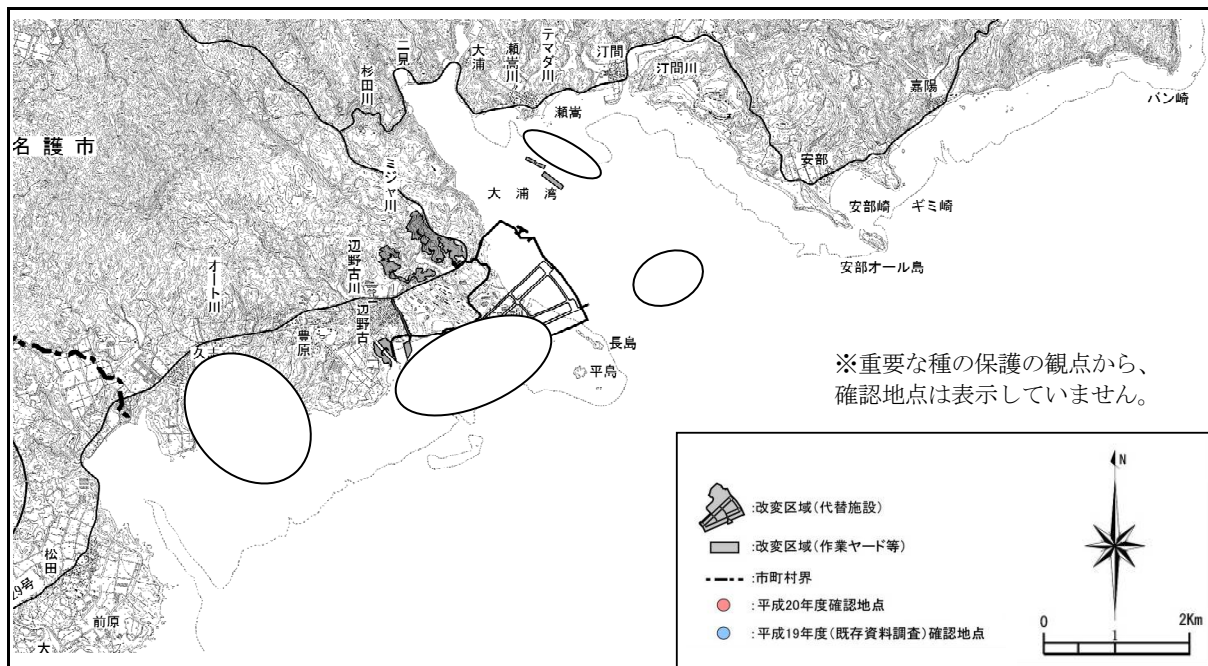 名護市
杉田川
二見
大浦
瀬嵩川
テマダ川
汀間
汀間川
嘉陽
バン崎
瀬嵩
安部
ミジャ川
大浦湾
安部崎
ギミ崎
安部オール島
辺野古川
オート川
辺野古
豊原
長島
平島
※重要な種の保護の観点から、
確認地点は表示していません。
松田
29号
前原
N
:改変区域(代替施設)
:改変区域(作業ヤード等)
:市町村界
:平成20年度確認地点
:平成19年度(既存資料調査)確認地点
0 1 2Km